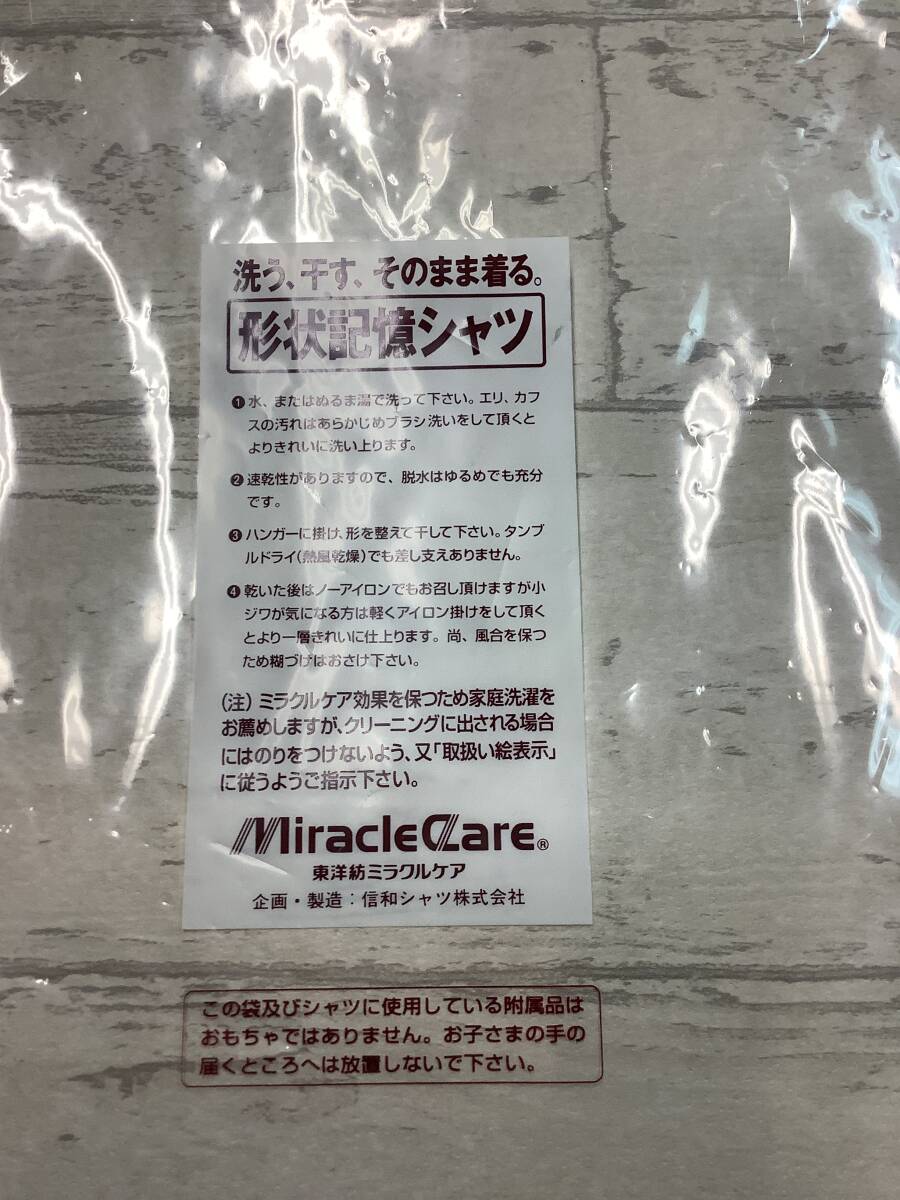 洗う、干す、そのまま着る。
形状記憶シャツ
❶水、またはぬるま湯で洗って下さい。エリ、カフ
スの汚れはあらかじめブラシ洗いをして頂くと
よりきれいに洗い上ります。
❷速乾性がありますので、脱水はゆるめでも充分
です。
❸ハンガーに掛け、形を整えて干して下さい。タンブ
ルドライ(熱風乾燥)でも差し支えありません。
❹乾いた後はノーアイロンでもお召し頂けますが小
ジワが気になる方は軽くアイロン掛けをして頂く
とより一層きれいに仕上ります。尚、風合を保つ
ため糊づけはおさけ下さい。
(注)ミラクルケア効果を保つため家庭洗濯を
お薦めしますが、クリーニングに出される場合
にはのりをつけないよう、又「取扱い絵表示」
に従うようご指示下さい。
MiracleCare®
東洋紡ミラクルケア
企画・製造:信和シャツ株式会社
この袋及びシャツに使用している附属品は
おもちゃではありません。お子さまの手の
届くところへは放置しないで下さい。